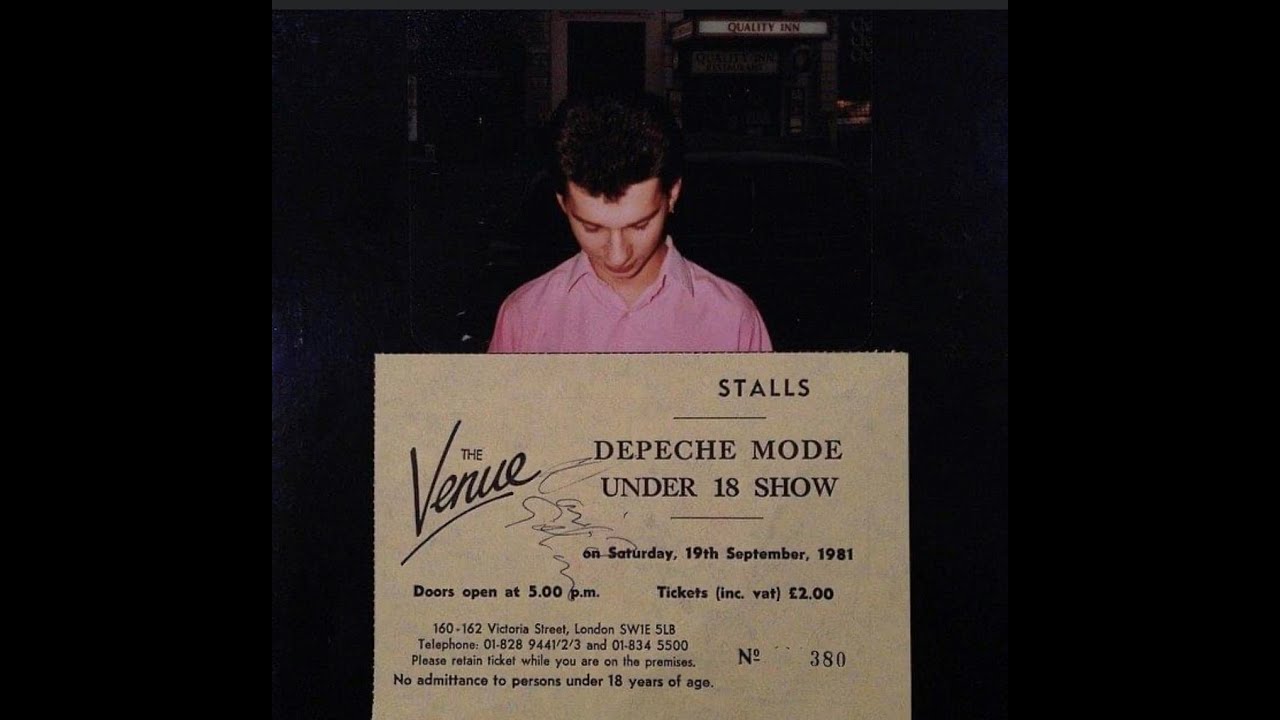 QUALITY INN
QUALITY INN
RESTAURANT
STALLS
THE
Venue
DEPECHE MODE
UNDER 18 SHOW
on Saturday, 19th September, 1981
Doors open at 5.00 p.m. Tickets (inc. vat) £2.00
160-162 Victoria Street, London SW1E 5LB
Telephone: 01-828 9441/2/3 and 01-834 5500
Please retain ticket while you are on the premises.
Nº 380
No admittance to persons under 18 years of age.